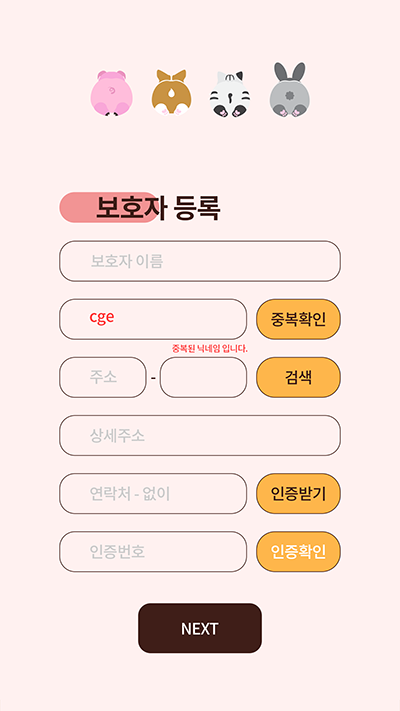 보호자 등록
보호자 이름
cge 중복확인
중복된 닉네임 입니다.
주소 - 검색
상세주소
연락처 - 없이 인증받기
인증번호 인증확인
NEXT